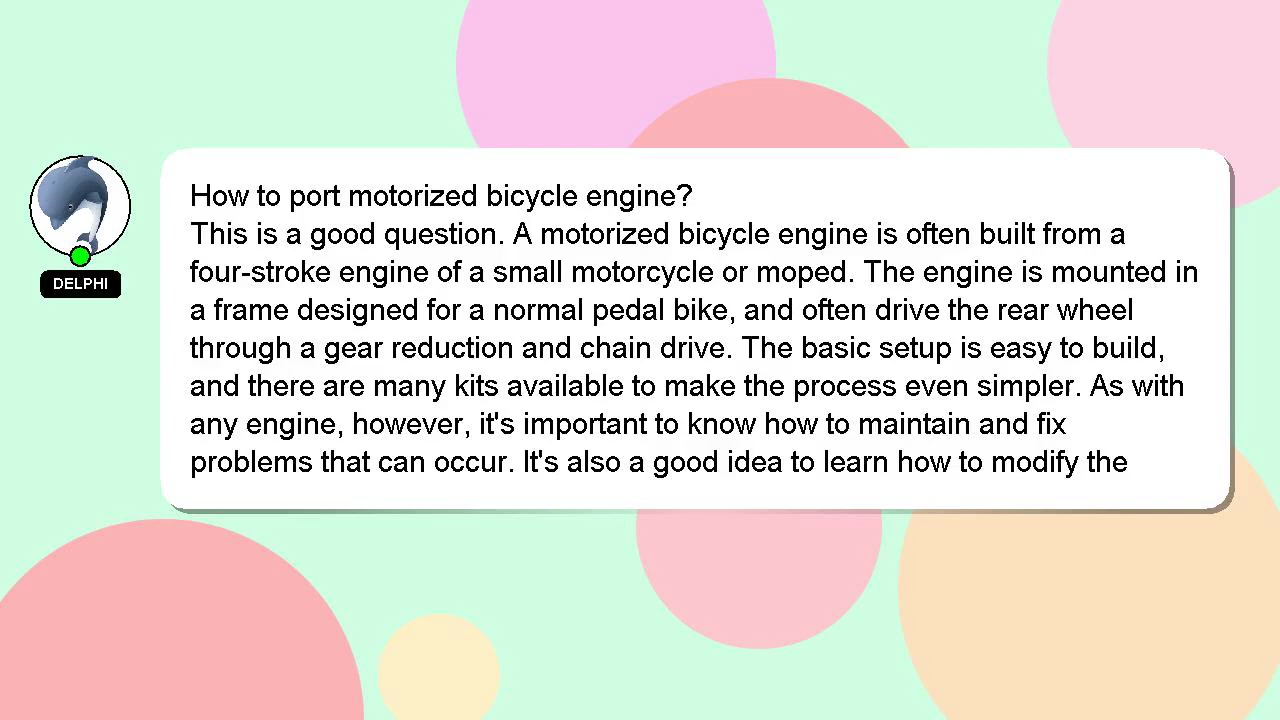 How to port motorized bicycle engine?
This is a good question. A motorized bicycle engine is often built from a
four-stroke engine of a small motorcycle or moped. The engine is mounted in
a frame designed for a normal pedal bike, and often drive the rear wheel
through a gear reduction and chain drive. The basic setup is easy to build,
and there are many kits available to make the process even simpler. As with
any engine, however, it's important to know how to maintain and fix
problems that can occur. It's also a good idea to learn how to modify the
DELPHI